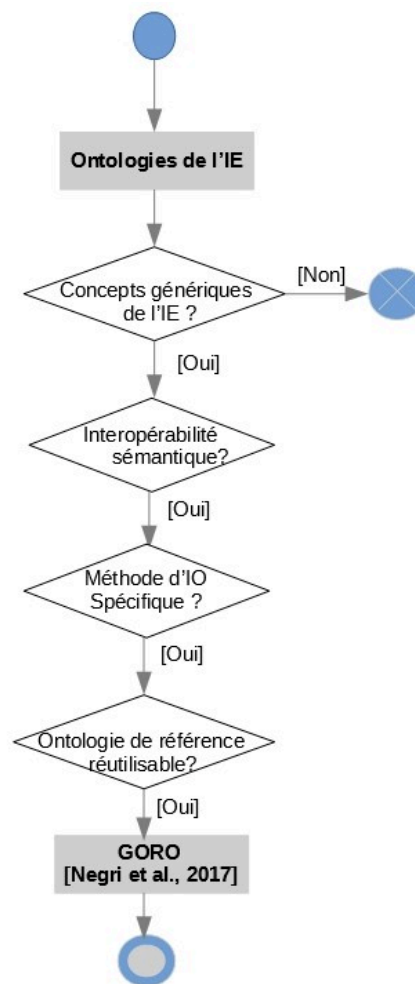 Ontologies de l'IE
Concepts génériques
de l'IE ?
[Non]
[Oui]
Interopérabilité
sémantique?
[Oui]
Méthode d'IO
Spécifique ?
[Oui]
Ontologie de référence
réutilisable?
[Oui]
GORO
[Negri et al., 2017]